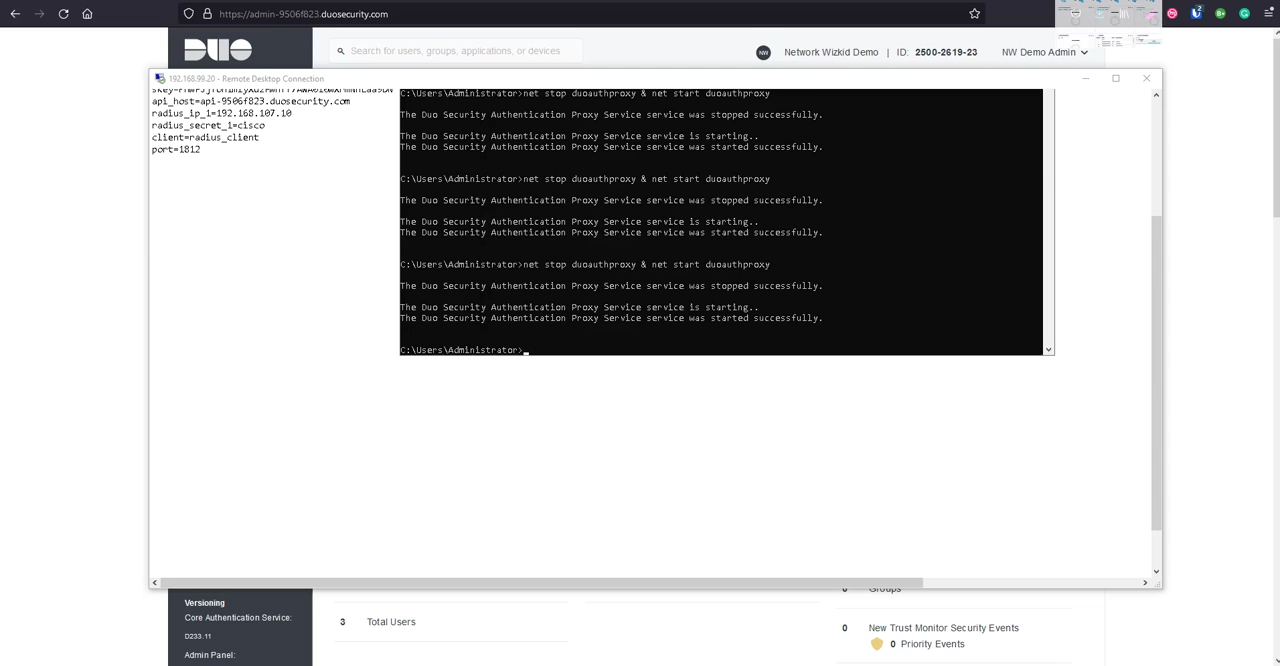 https://admin-9506f823.duosecurity.com
DUO
Search for users, groups, applications, or devices
NW
Network Wizkid Demo | ID: 2500-2619-23
NW Demo Admin
192.168.99.20 - Remote Desktop Connection
api_host=api-9506f823.duosecurity.com
radius_ip_1=192.168.107.10
radius_secret_1=cisco
client=radius_client
port=1812
C:\Users\Administrator>net stop duoauthproxy & net start duoauthproxy
The Duo Security Authentication Proxy Service service was stopped successfully.
The Duo Security Authentication Proxy Service service is starting..
The Duo Security Authentication Proxy Service service was started successfully.
C:\Users\Administrator>net stop duoauthproxy & net start duoauthproxy
The Duo Security Authentication Proxy Service service was stopped successfully.
The Duo Security Authentication Proxy Service service is starting..
The Duo Security Authentication Proxy Service service was started successfully.
C:\Users\Administrator>net stop duoauthproxy & net start duoauthproxy
The Duo Security Authentication Proxy Service service was stopped successfully.
The Duo Security Authentication Proxy Service service is starting..
The Duo Security Authentication Proxy Service service was started successfully.
C:\Users\Administrator>
Versioning
Core Authentication Service:
D233.11
Admin Panel:
3 Total Users
Groups
0 New Trust Monitor Security Events
0 Priority Events